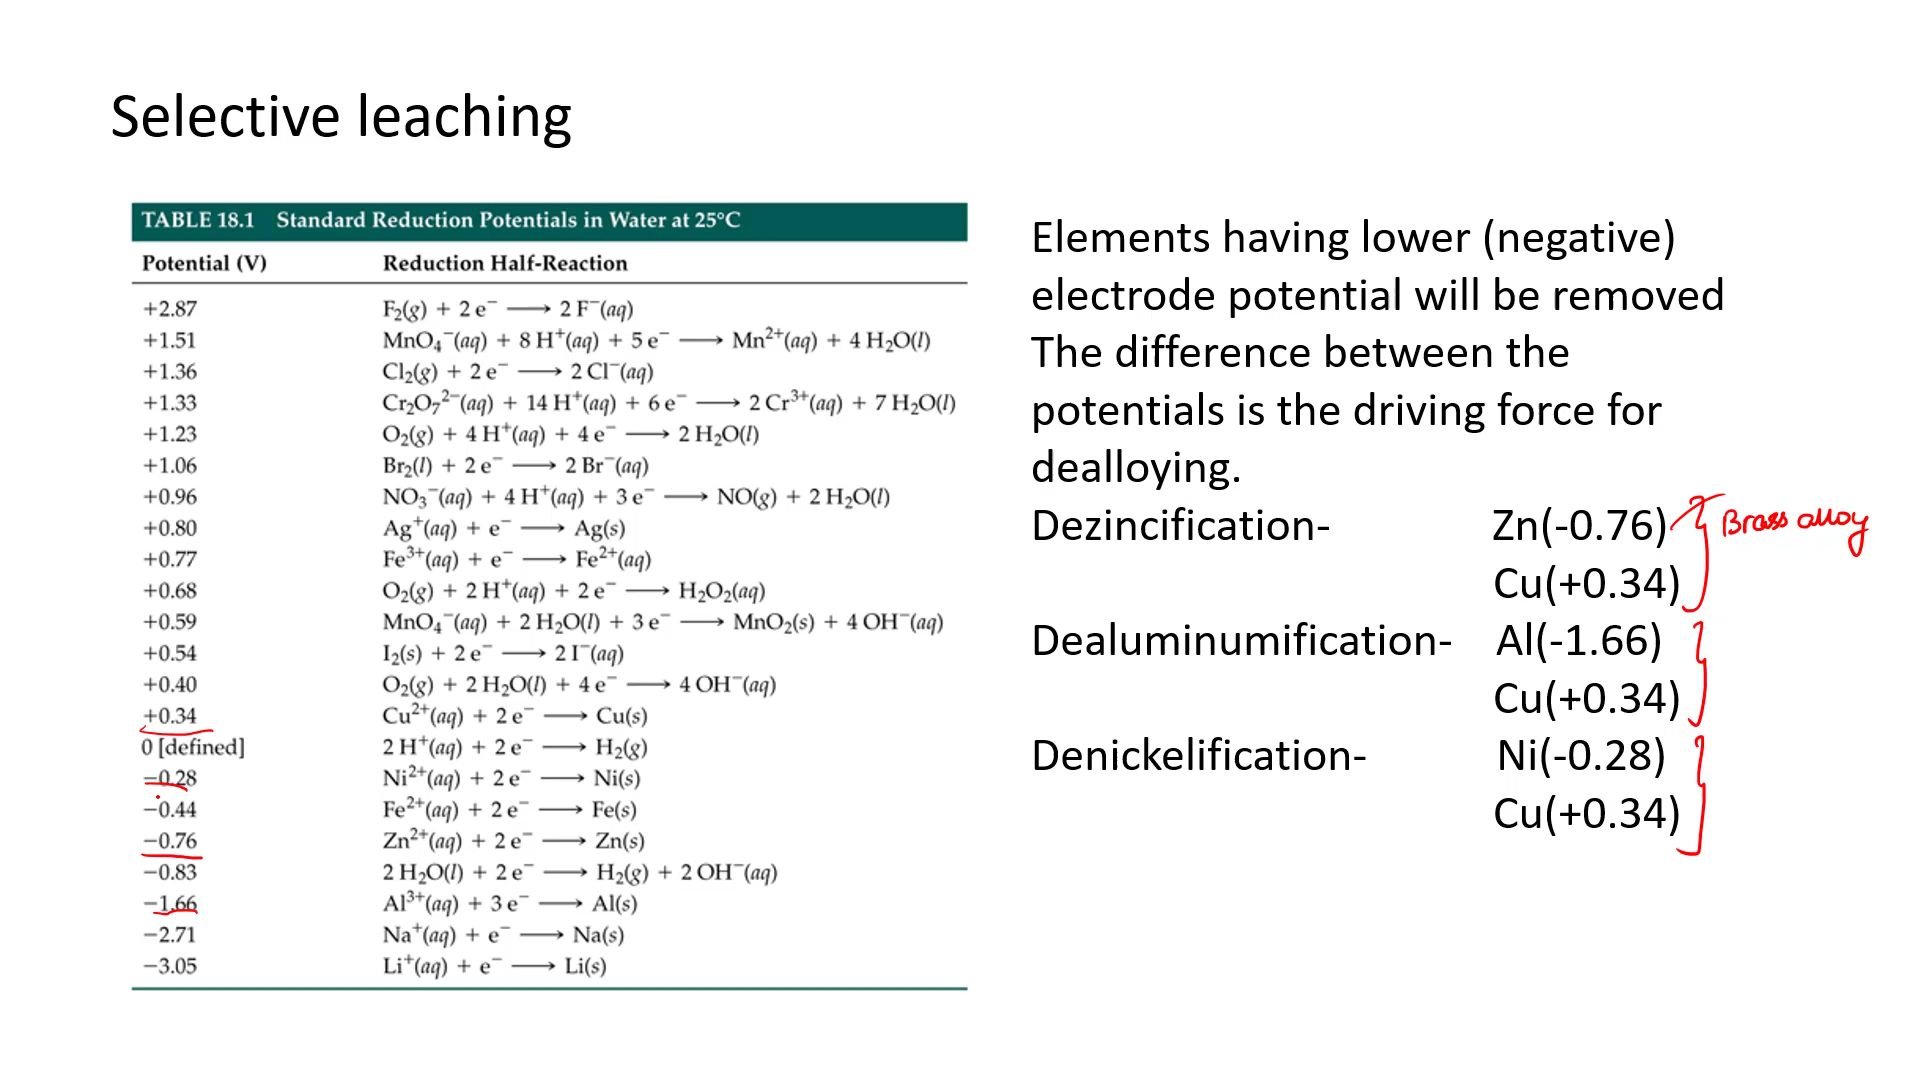 Selective leaching
TABLE 18.1 Standard Reduction Potentials in Water at 25°C
Potential (V) Reduction Half-Reaction
+2.87 F₂(g) + 2 e⁻ ⟶ 2 F⁻(aq)
+1.51 MnO₄⁻(aq) + 8 H⁺(aq) + 5 e⁻ ⟶ Mn²⁺(aq) + 4 H₂O(l)
+1.36 Cl₂(g) + 2 e⁻ ⟶ 2 Cl⁻(aq)
+1.33 Cr₂O₇²⁻(aq) + 14 H⁺(aq) + 6 e⁻ ⟶ 2 Cr³⁺(aq) + 7 H₂O(l)
+1.23 O₂(g) + 4 H⁺(aq) + 4 e⁻ ⟶ 2 H₂O(l)
+1.06 Br₂(l) + 2 e⁻ ⟶ 2 Br⁻(aq)
+0.96 NO₃⁻(aq) + 4 H⁺(aq) + 3 e⁻ ⟶ NO(g) + 2 H₂O(l)
+0.80 Ag⁺(aq) + e⁻ ⟶ Ag(s)
+0.77 Fe³⁺(aq) + e⁻ ⟶ Fe²⁺(aq)
+0.68 O₂(g) + 2 H⁺(aq) + 2 e⁻ ⟶ H₂O₂(aq)
+0.59 MnO₄⁻(aq) + 2 H₂O(l) + 3 e⁻ ⟶ MnO₂(s) + 4 OH⁻(aq)
+0.54 I₂(s) + 2 e⁻ ⟶ 2 I⁻(aq)
+0.40 O₂(g) + 2 H₂O(l) + 4 e⁻ ⟶ 4 OH⁻(aq)
+0.34 Cu²⁺(aq) + 2 e⁻ ⟶ Cu(s)
0 [defined] 2 H⁺(aq) + 2 e⁻ ⟶ H₂(g)
−0.28 Ni²⁺(aq) + 2 e⁻ ⟶ Ni(s)
−0.44 Fe²⁺(aq) + 2 e⁻ ⟶ Fe(s)
−0.76 Zn²⁺(aq) + 2 e⁻ ⟶ Zn(s)
−0.83 2 H₂O(l) + 2 e⁻ ⟶ H₂(g) + 2 OH⁻(aq)
−1.66 Al³⁺(aq) + 3 e⁻ ⟶ Al(s)
−2.71 Na⁺(aq) + e⁻ ⟶ Na(s)
−3.05 Li⁺(aq) + e⁻ ⟶ Li(s)
Elements having lower (negative)
electrode potential will be removed
The difference between the
potentials is the driving force for
dealloying.
Dezincification- Zn(-0.76) Brass alloy
Cu(+0.34)
Dealuminumification- Al(-1.66)
Cu(+0.34)
Denickelification- Ni(-0.28)
Cu(+0.34)